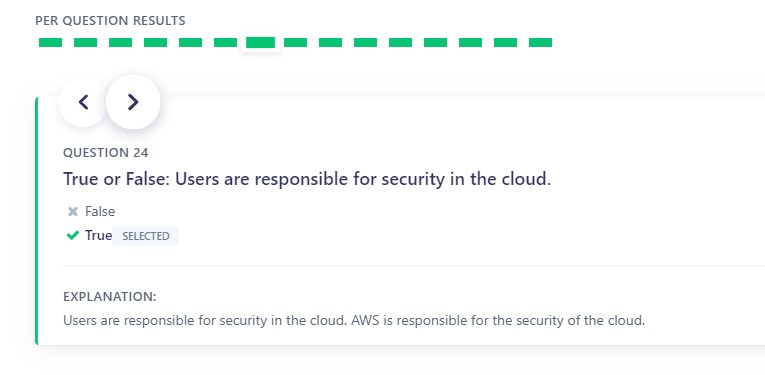 PER QUESTION RESULTS
QUESTION 24
True or False: Users are responsible for security in the cloud.
False
True SELECTED
EXPLANATION:
Users are responsible for security in the cloud. AWS is responsible for the security of the cloud.